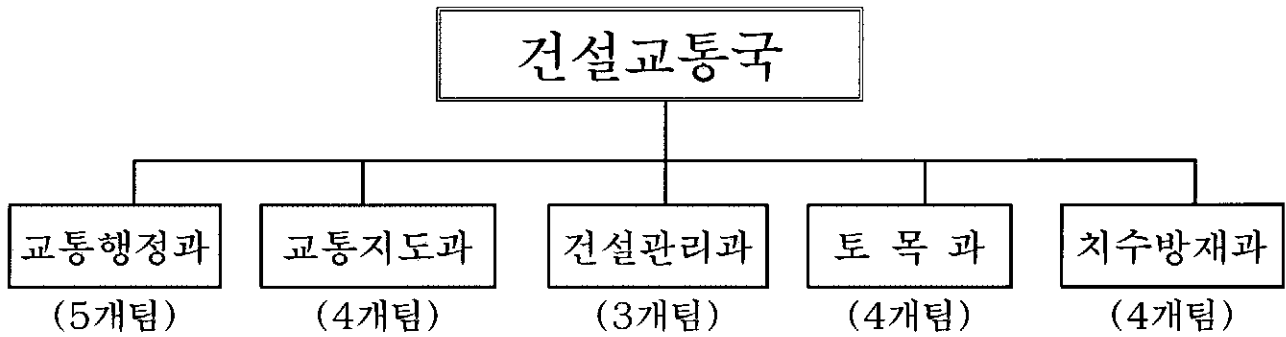 건설교통국
교통행정과 교통지도과 건설관리과 토 목 과 치수방재과
(5개팀) (4개팀) (3개팀) (4개팀) (4개팀)